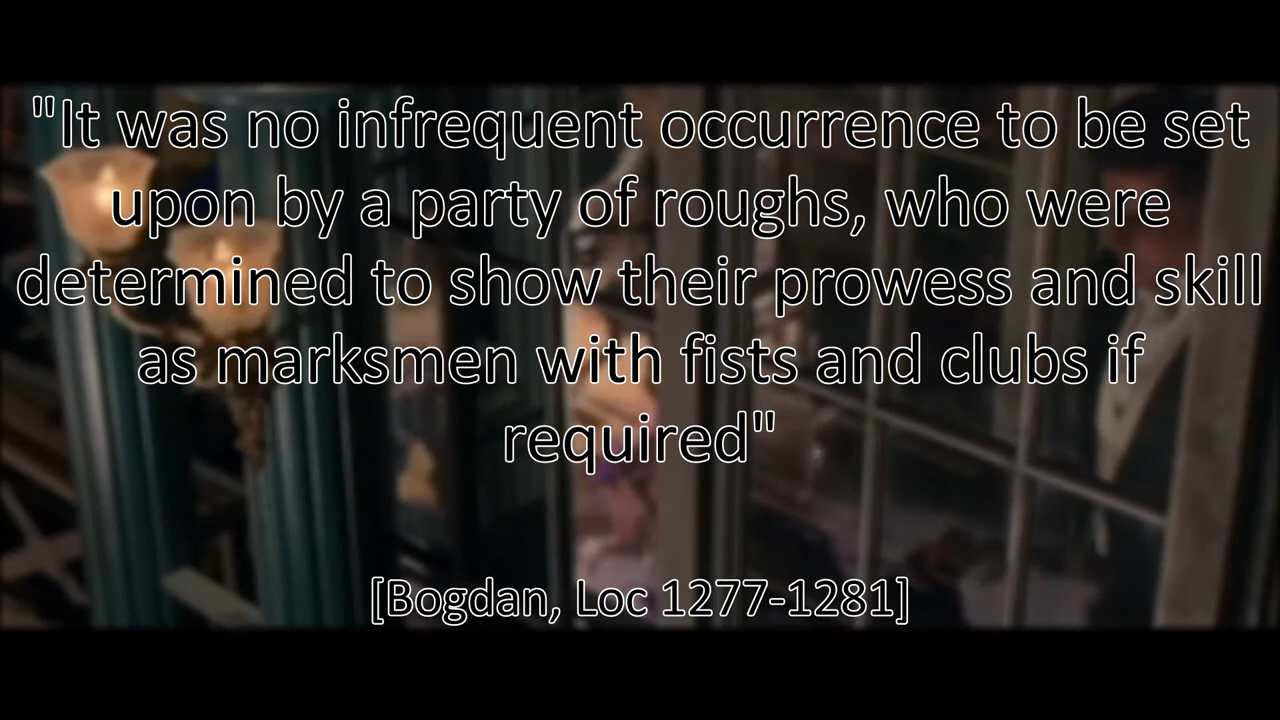 "It was no infrequent occurrence to be set
upon by a party of roughs, who were
determined to show their prowess and skill
as marksmen with fists and clubs if
required"
[Bogdan, Loc 1277-1281]